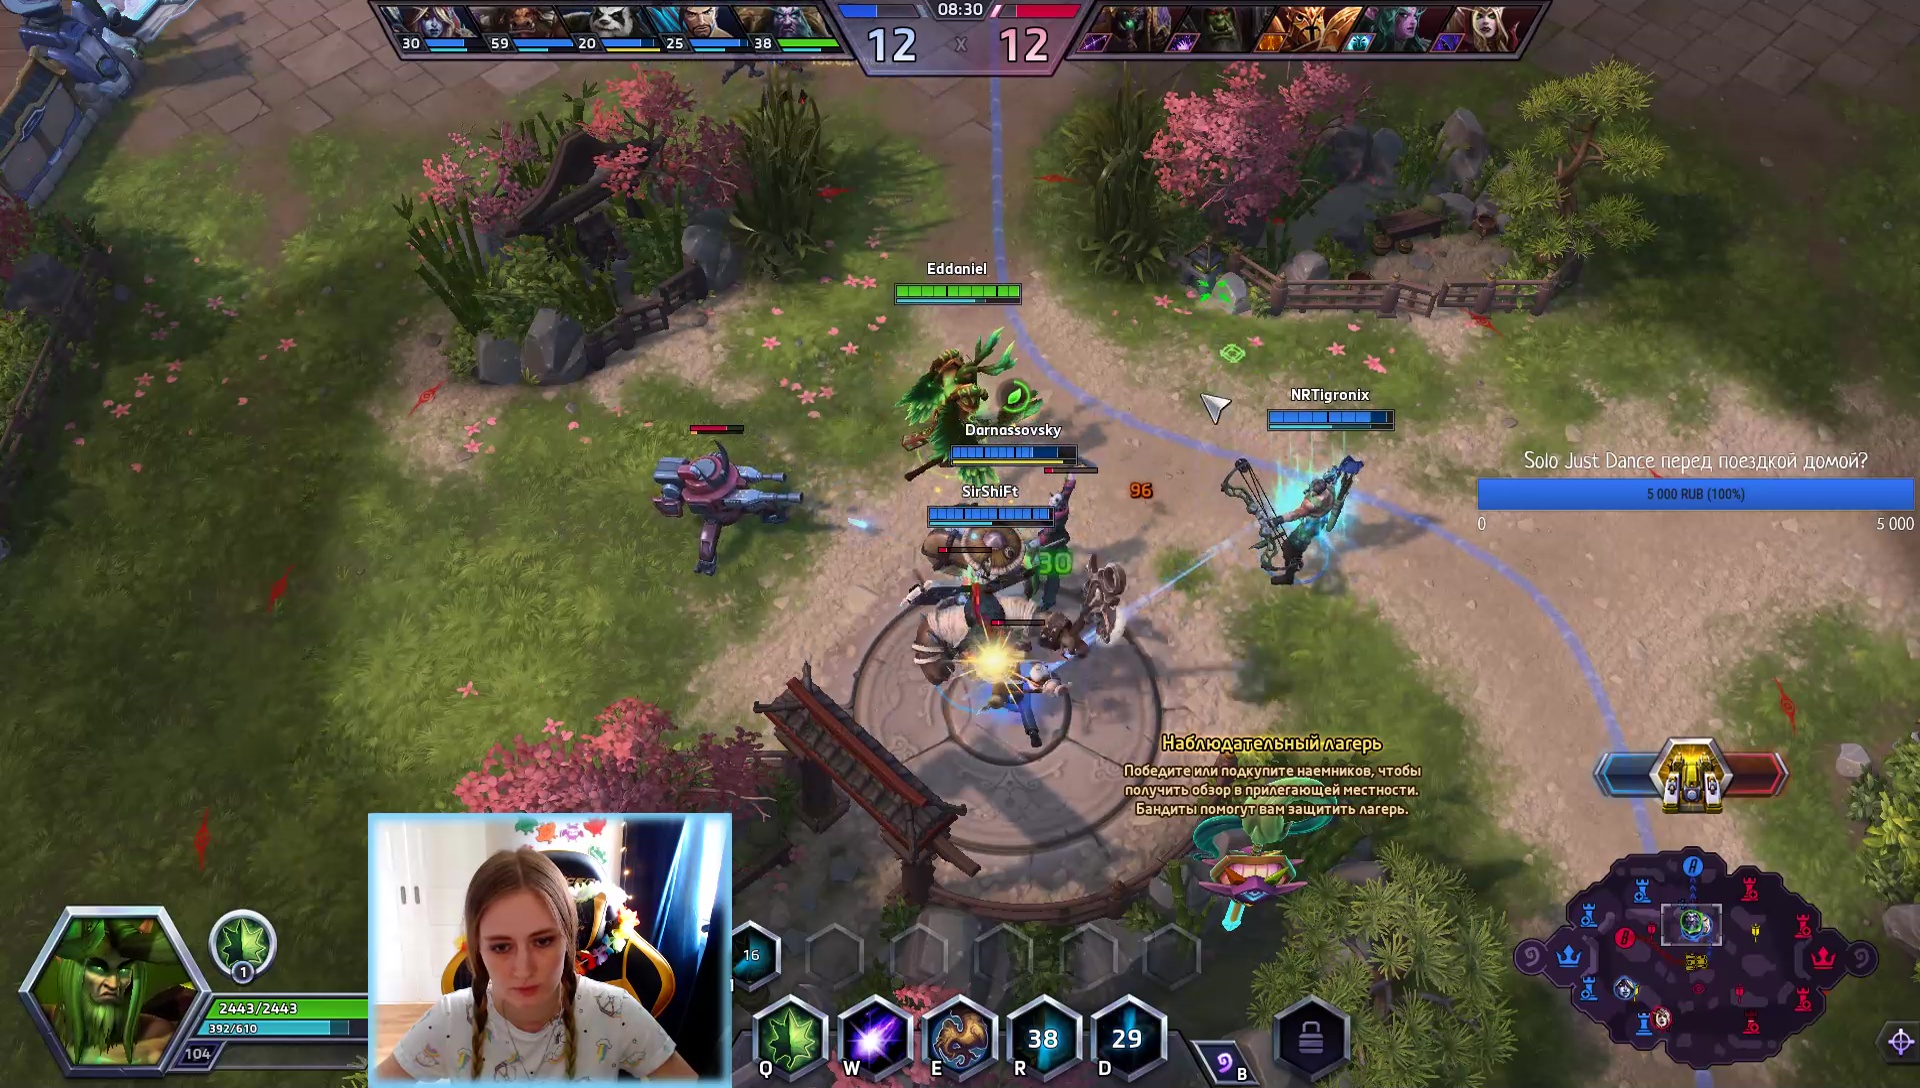 08:30
30 59 20 25 38
12 x 12
Eddaniel
NRTigronix
Darnassovsky
Solo Just Dance перед поездкой домой?
SirShiFt
96
5 000 RUB (100%)
0 5 000
30
Наблюдательный лагерь
Победите или подкупите наемников, чтобы
получить обзор в прилегающей местности.
Бандиты помогут вам защитить лагерь.
16
1
2443/2443
392/610
104
38 29
Q W E R D B